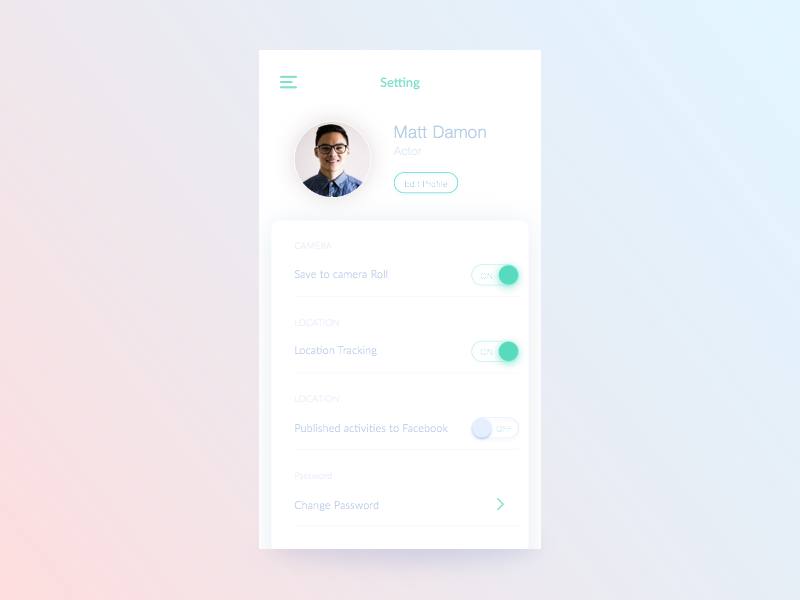 Setting
Matt Damon
Actor
Edit Profile
CAMERA
Save to camera Roll
ON
LOCATION
Location Tracking
ON
LOCATION
Published activities to Facebook
OFF
Password
Change Password